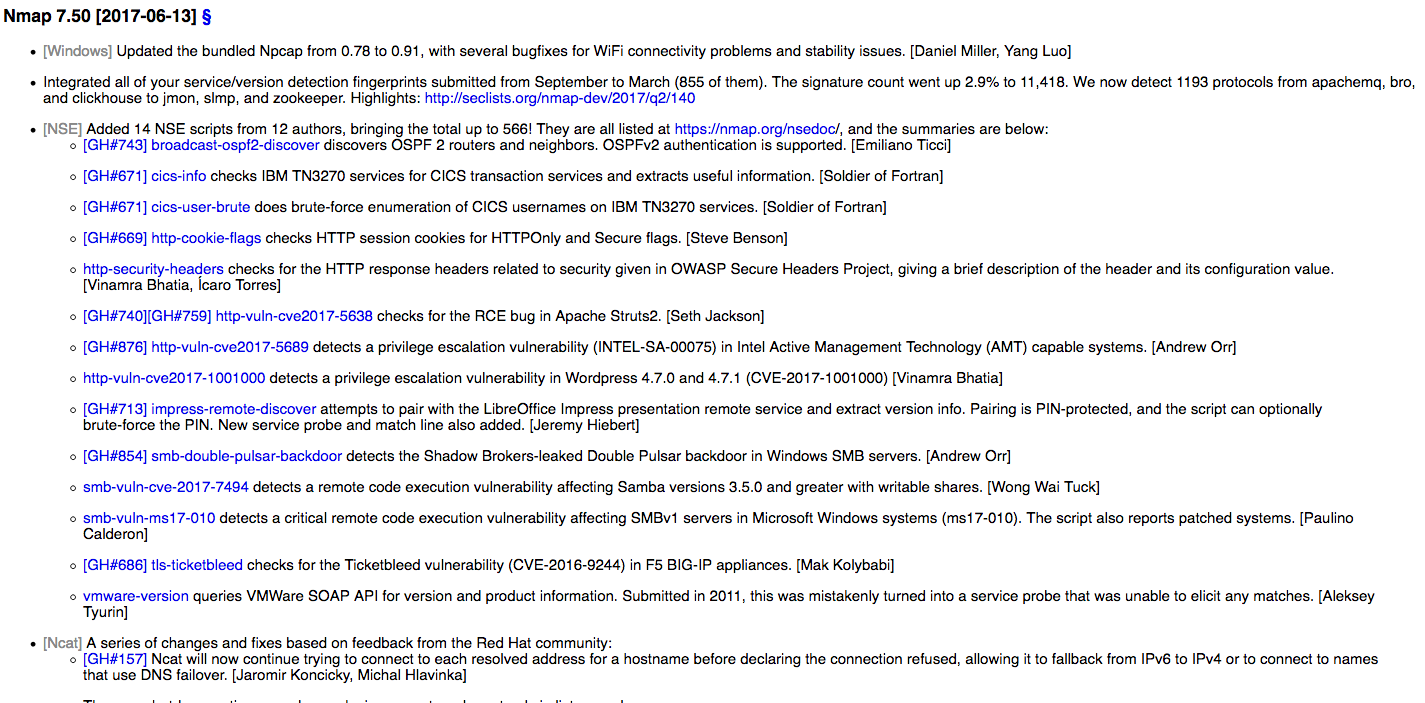 Nmap 7.50 [2017-06-13] §
• [Windows] Updated the bundled Npcap from 0.78 to 0.91, with several bugfixes for WiFi connectivity problems and stability issues. [Daniel Miller, Yang Luo]
• Integrated all of your service/version detection fingerprints submitted from September to March (855 of them). The signature count went up 2.9% to 11,418. We now detect 1193 protocols from apachemq, bro,
and clickhouse to jmon, slmp, and zookeeper. Highlights: http://seclists.org/nmap-dev/2017/q2/140
• [NSE] Added 14 NSE scripts from 12 authors, bringing the total up to 566! They are all listed at https://nmap.org/nsedoc/, and the summaries are below:
◦ [GH#743] broadcast-ospf2-discover discovers OSPF 2 routers and neighbors. OSPFv2 authentication is supported. [Emiliano Ticci]
◦ [GH#671] cics-info checks IBM TN3270 services for CICS transaction services and extracts useful information. [Soldier of Fortran]
◦ [GH#671] cics-user-brute does brute-force enumeration of CICS usernames on IBM TN3270 services. [Soldier of Fortran]
◦ [GH#669] http-cookie-flags checks HTTP session cookies for HTTPOnly and Secure flags. [Steve Benson]
◦ http-security-headers checks for the HTTP response headers related to security given in OWASP Secure Headers Project, giving a brief description of the header and its configuration value.
[Vinamra Bhatia, Ícaro Torres]
◦ [GH#740][GH#759] http-vuln-cve2017-5638 checks for the RCE bug in Apache Struts2. [Seth Jackson]
◦ [GH#876] http-vuln-cve2017-5689 detects a privilege escalation vulnerability (INTEL-SA-00075) in Intel Active Management Technology (AMT) capable systems. [Andrew Orr]
◦ http-vuln-cve2017-1001000 detects a privilege escalation vulnerability in Wordpress 4.7.0 and 4.7.1 (CVE-2017-1001000) [Vinamra Bhatia]
◦ [GH#713] impress-remote-discover attempts to pair with the LibreOffice Impress presentation remote service and extract version info. Pairing is PIN-protected, and the script can optionally
brute-force the PIN. New service probe and match line also added. [Jeremy Hiebert]
◦ [GH#854] smb-double-pulsar-backdoor detects the Shadow Brokers-leaked Double Pulsar backdoor in Windows SMB servers. [Andrew Orr]
◦ smb-vuln-cve-2017-7494 detects a remote code execution vulnerability affecting Samba versions 3.5.0 and greater with writable shares. [Wong Wai Tuck]
◦ smb-vuln-ms17-010 detects a critical remote code execution vulnerability affecting SMBv1 servers in Microsoft Windows systems (ms17-010). The script also reports patched systems. [Paulino
Calderon]
◦ [GH#686] tls-ticketbleed checks for the Ticketbleed vulnerability (CVE-2016-9244) in F5 BIG-IP appliances. [Mak Kolybabi]
◦ vmware-version queries VMWare SOAP API for version and product information. Submitted in 2011, this was mistakenly turned into a service probe that was unable to elicit any matches. [Aleksey
Tyurin]
• [Ncat] A series of changes and fixes based on feedback from the Red Hat community:
◦ [GH#157] Ncat will now continue trying to connect to each resolved address for a hostname before declaring the connection refused, allowing it to fallback from IPv6 to IPv4 or to connect to names
that use DNS failover. [Jaromir Koncicky, Michal Hlavinka]